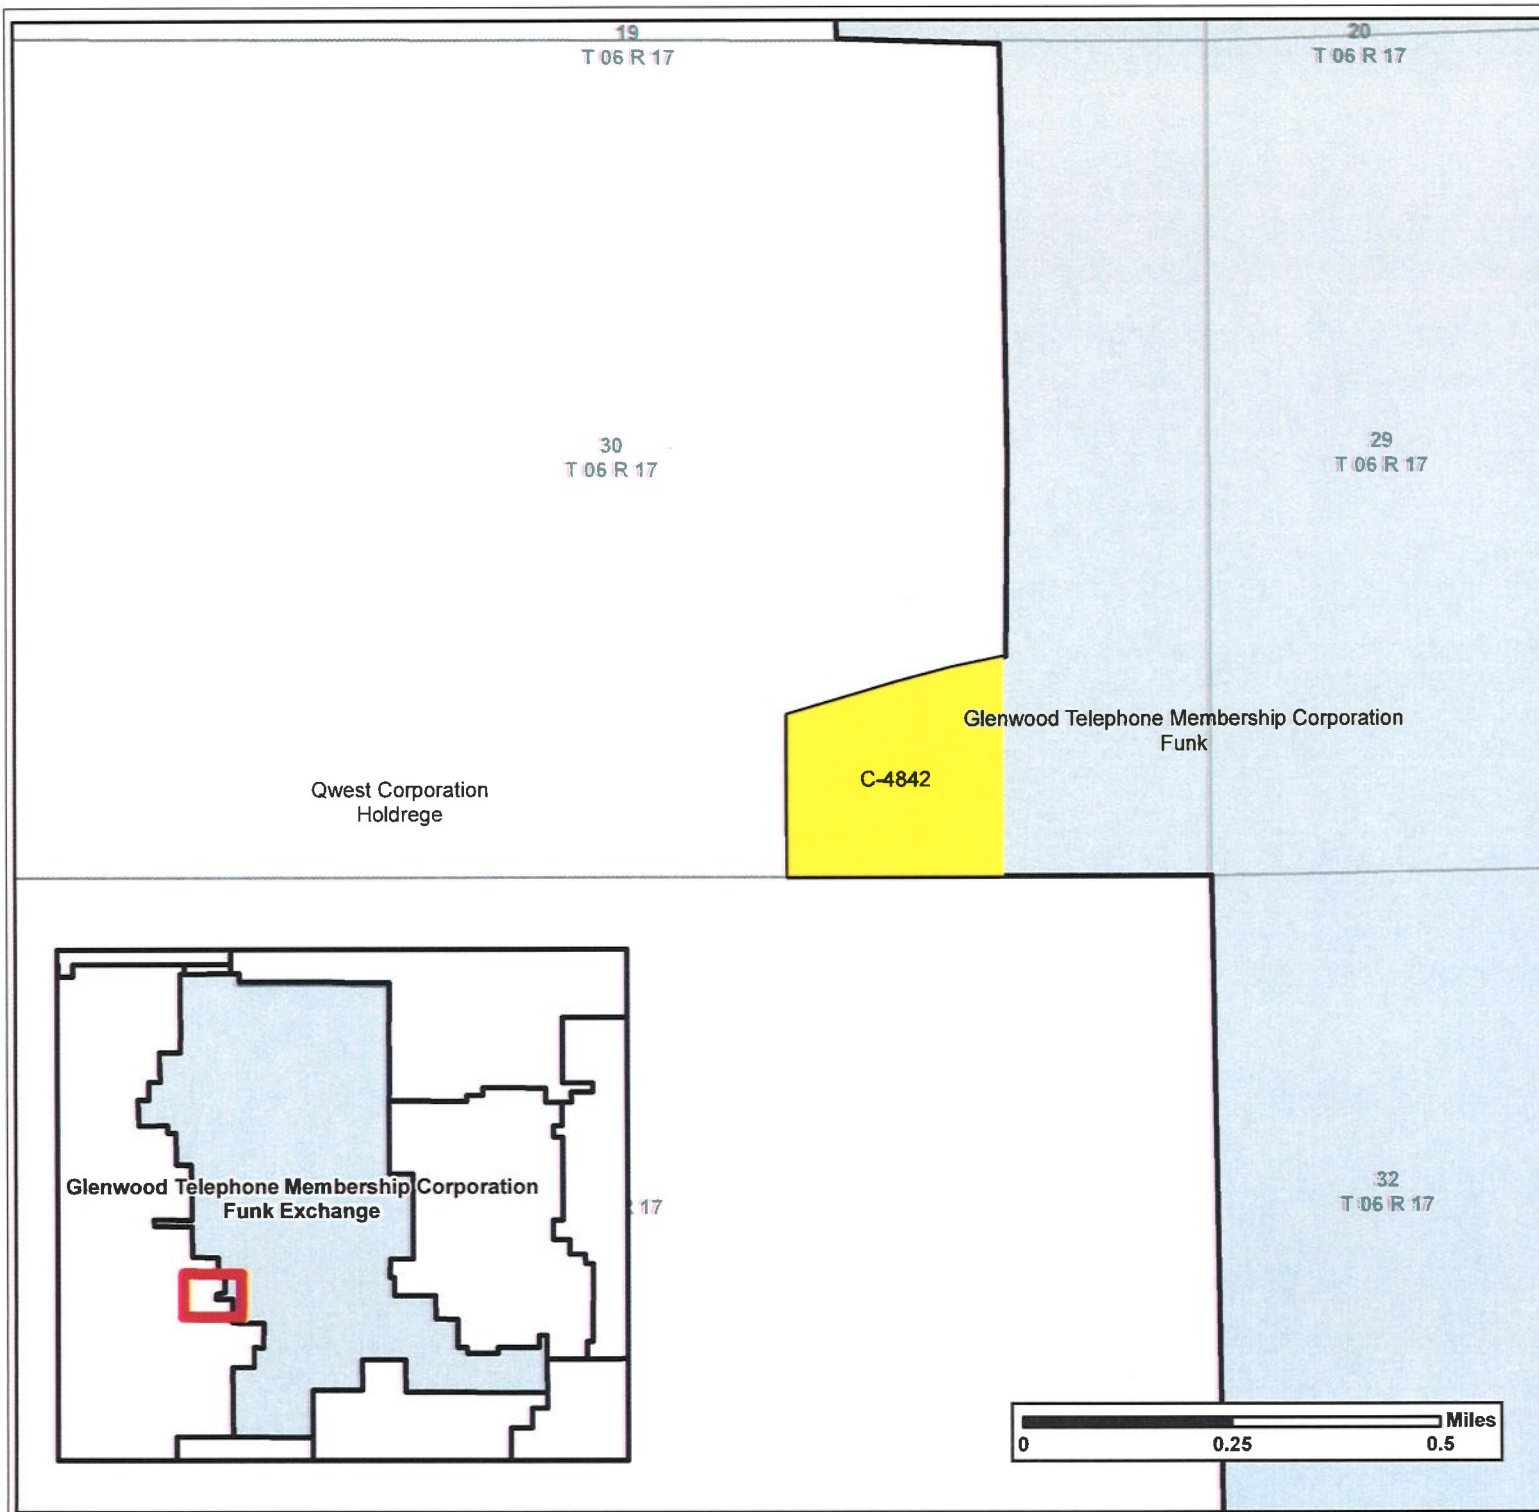 19
T 06 R 17
20
T 06 R 17
30
T 06 R 17
29
T 06 R 17
Glenwood Telephone Membership Corporation
Funk
C-4842
Qwest Corporation
Holdrege
Glenwood Telephone Membership Corporation
Funk Exchange
17
32
T 06 R 17
Miles
0 0.25 0.5